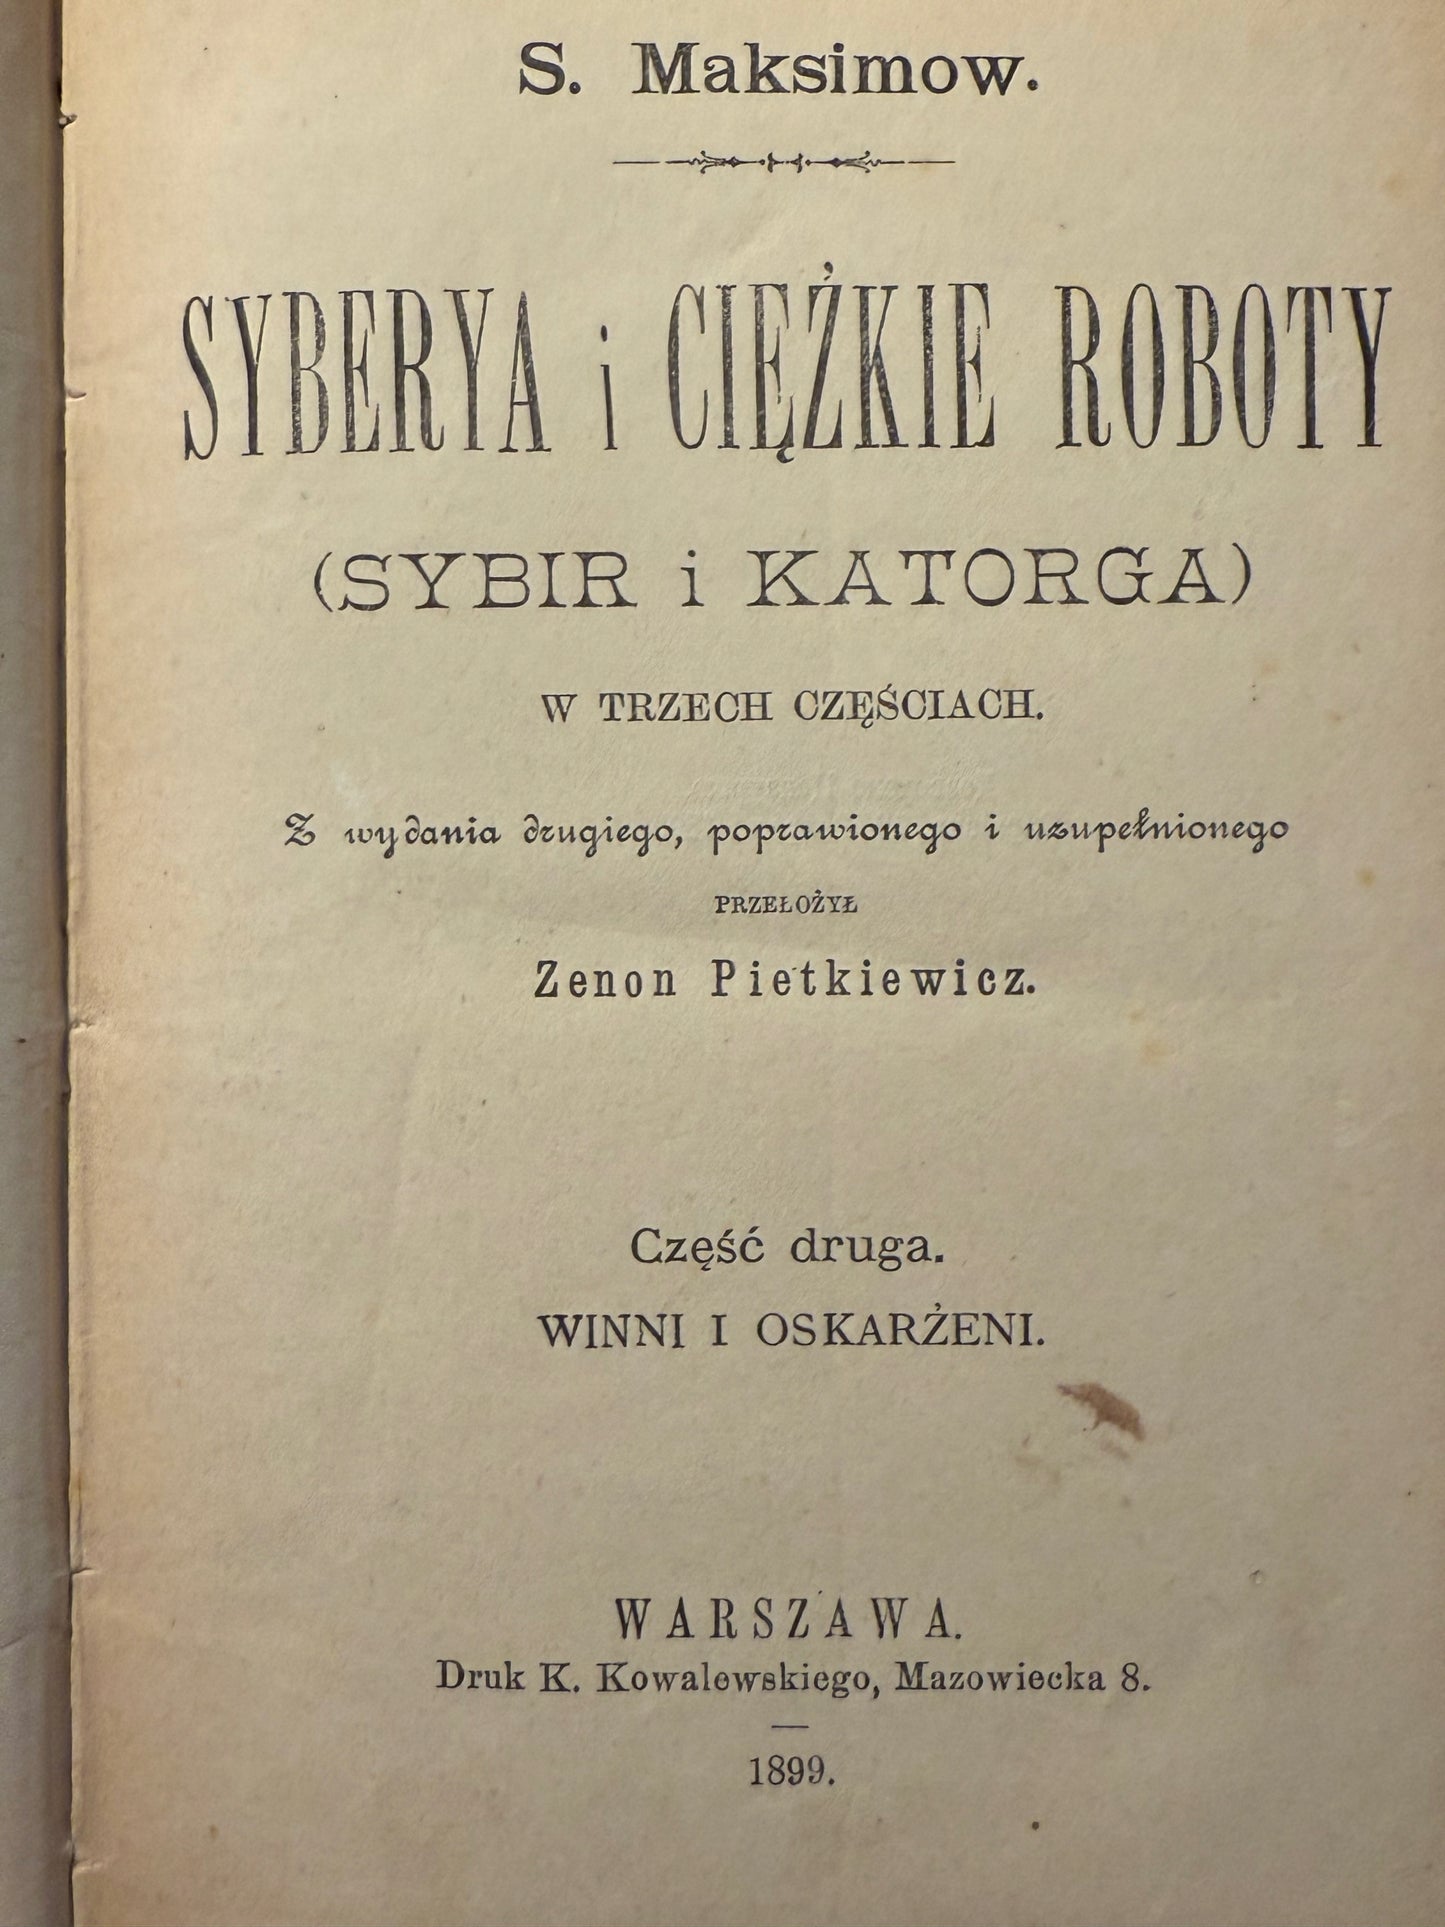 S. Maksimow.
SYBERYA i CIĘŻKIE ROBOTY
(SYBIR i KATORGA)
W TRZECH CZĘŚCIACH.
Z wydania drugiego, poprawionego i uzupełnionego
PRZEŁOŻYŁ
Zenon Pietkiewicz.
Część druga.
WINNI I OSKARŻENI.
WARSZAWA.
Druk K. Kowalewskiego, Mazowiecka 8.
1899.